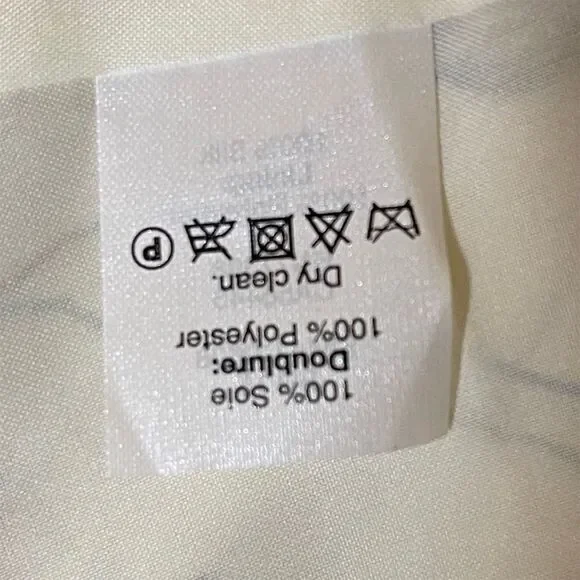 100% Soie
Doublure:
100% Polyester
Dry clean.
P